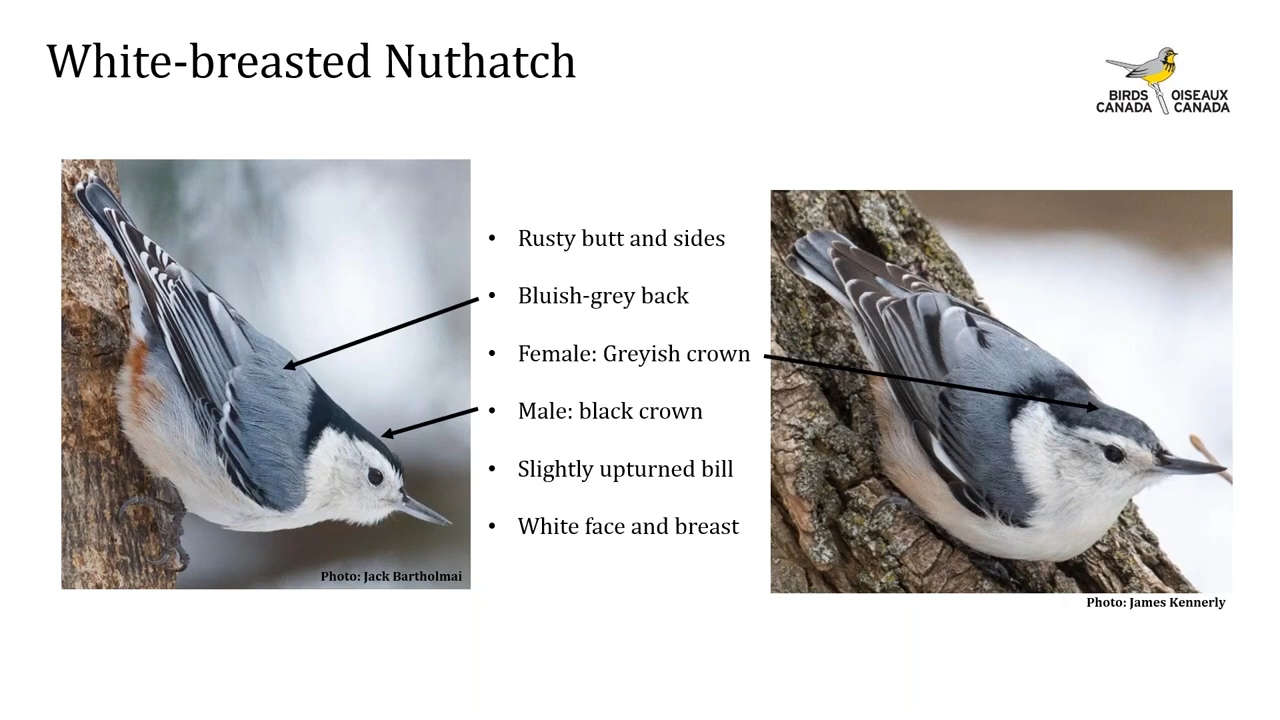 White-breasted Nuthatch
BIRDS CANADA
OISEAUX CANADA
• Rusty butt and sides
• Bluish-grey back
• Female: Greyish crown
• Male: black crown
• Slightly upturned bill
• White face and breast
Photo: Jack Bartholmai
Photo: James Kennerly